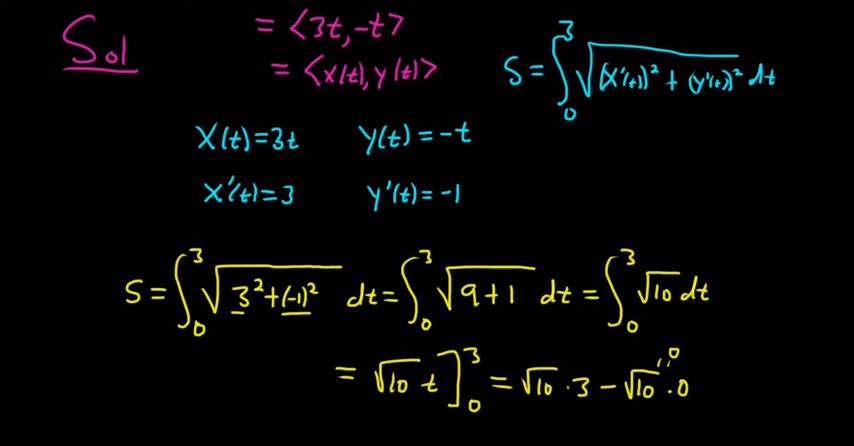 Sol
= <3t, -t>
= <x(t), y(t)>
S = ∫₀³ √((x'(t))² + (y'(t))²) dt
X(t) = 3t   Y(t) = -t
X'(t) = 3   Y'(t) = -1
S = ∫₀³ √(3² + (-1)²) dt = ∫₀³ √(9 + 1) dt = ∫₀³ √10 dt
= √10 t ]₀³ = √10 · 3 - √10 · 0
0